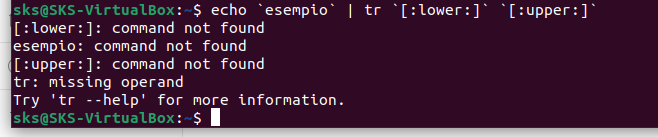 sks@SKS-VirtualBox:~$ echo `esempio` | tr `[:lower:]` `[:upper:]`
[:lower:]: command not found
esempio: command not found
[:upper:]: command not found
tr: missing operand
Try 'tr --help' for more information.
sks@SKS-VirtualBox:~$